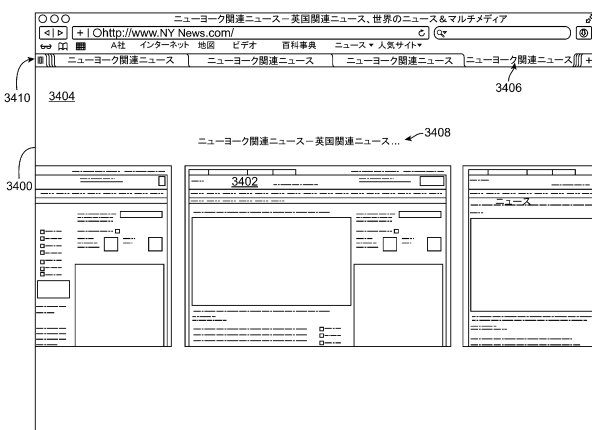 ニューヨーク関連ニュース－英国関連ニュース、世界のニュース＆マルチメディア
http://www.NY News.com/
A社 インターネット 地図 ビデオ 百科事典 ニュース▼ 人気サイト▼
ニューヨーク関連ニュース ニューヨーク関連ニュース ニューヨーク関連ニュース ニューヨーク関連ニュース
3410
3404
3406
ニューヨーク関連ニュース－英国関連ニュース...
3408
3400
3402
ニュース